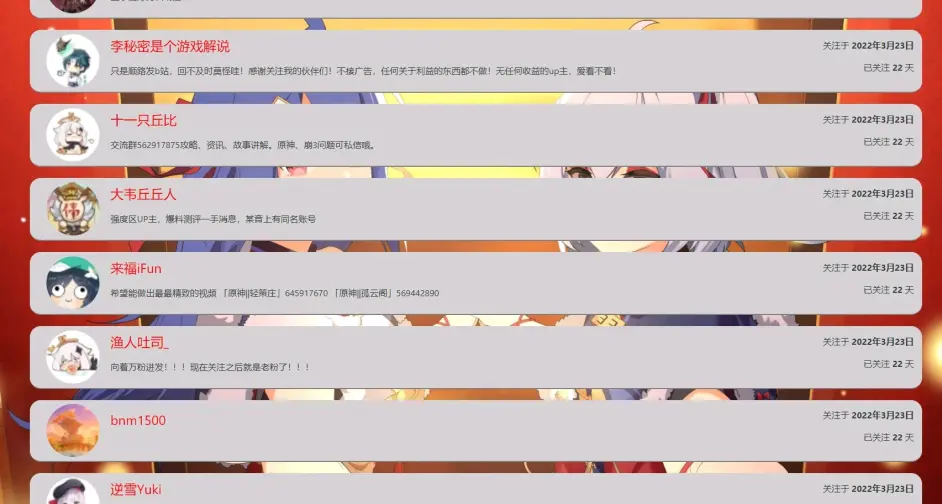 李秘密是个游戏解说
关注于 2022年3月23日
只是顺路发b站，回不及时莫怪哇！感谢关注我的伙伴们！不接广告，任何关于利益的东西都不做！无任何收益的up主，爱看不看！
已关注 22 天
十一只丘比
关注于 2022年3月23日
交流群562917875攻略、资讯、故事讲解。原神、崩3问题可私信哦。
已关注 22 天
大韦丘丘人
关注于 2022年3月23日
强度区UP主，爆料测评一手消息，某音上有同名账号
已关注 22 天
来福iFun
关注于 2022年3月23日
希望能做出最最精致的视频 「原神||轻策庄」645917670 「原神||孤云阁」569442890
已关注 22 天
渔人吐司_
关注于 2022年3月23日
向着万粉进发！！！现在关注之后就是老粉了！！！
已关注 22 天
bnm1500
关注于 2022年3月23日
已关注 22 天
逆雪Yuki
关注于 2022年3月23日